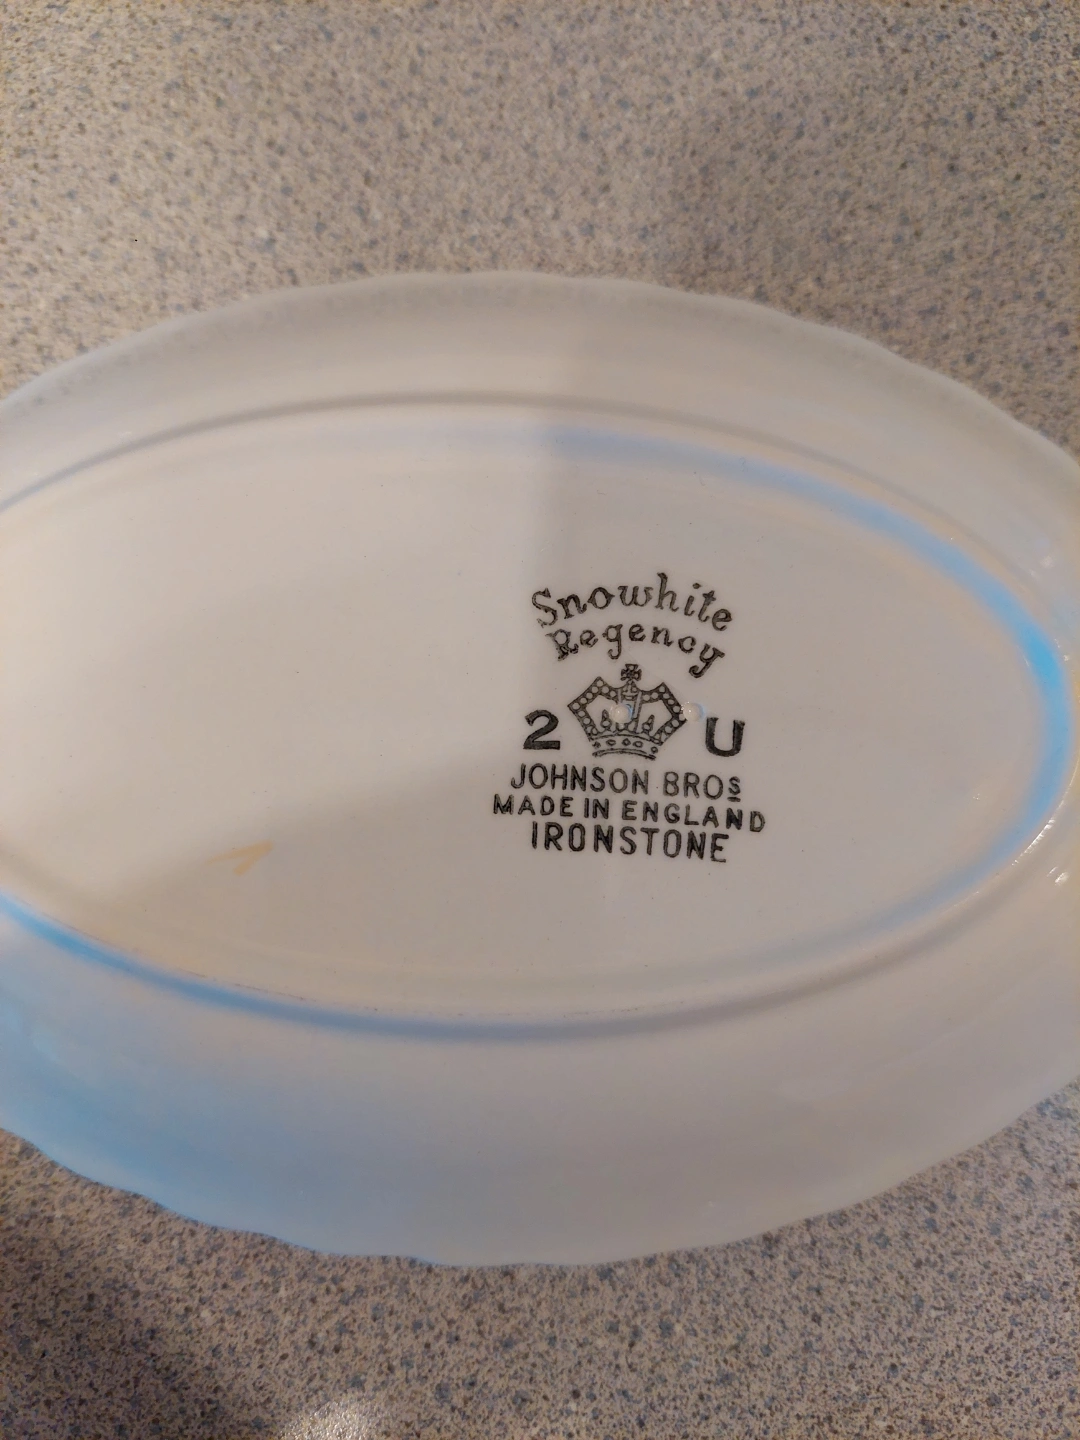 Snowhite
Regency
2 U
JOHNSON BROS
MADE IN ENGLAND
IRONSTONE